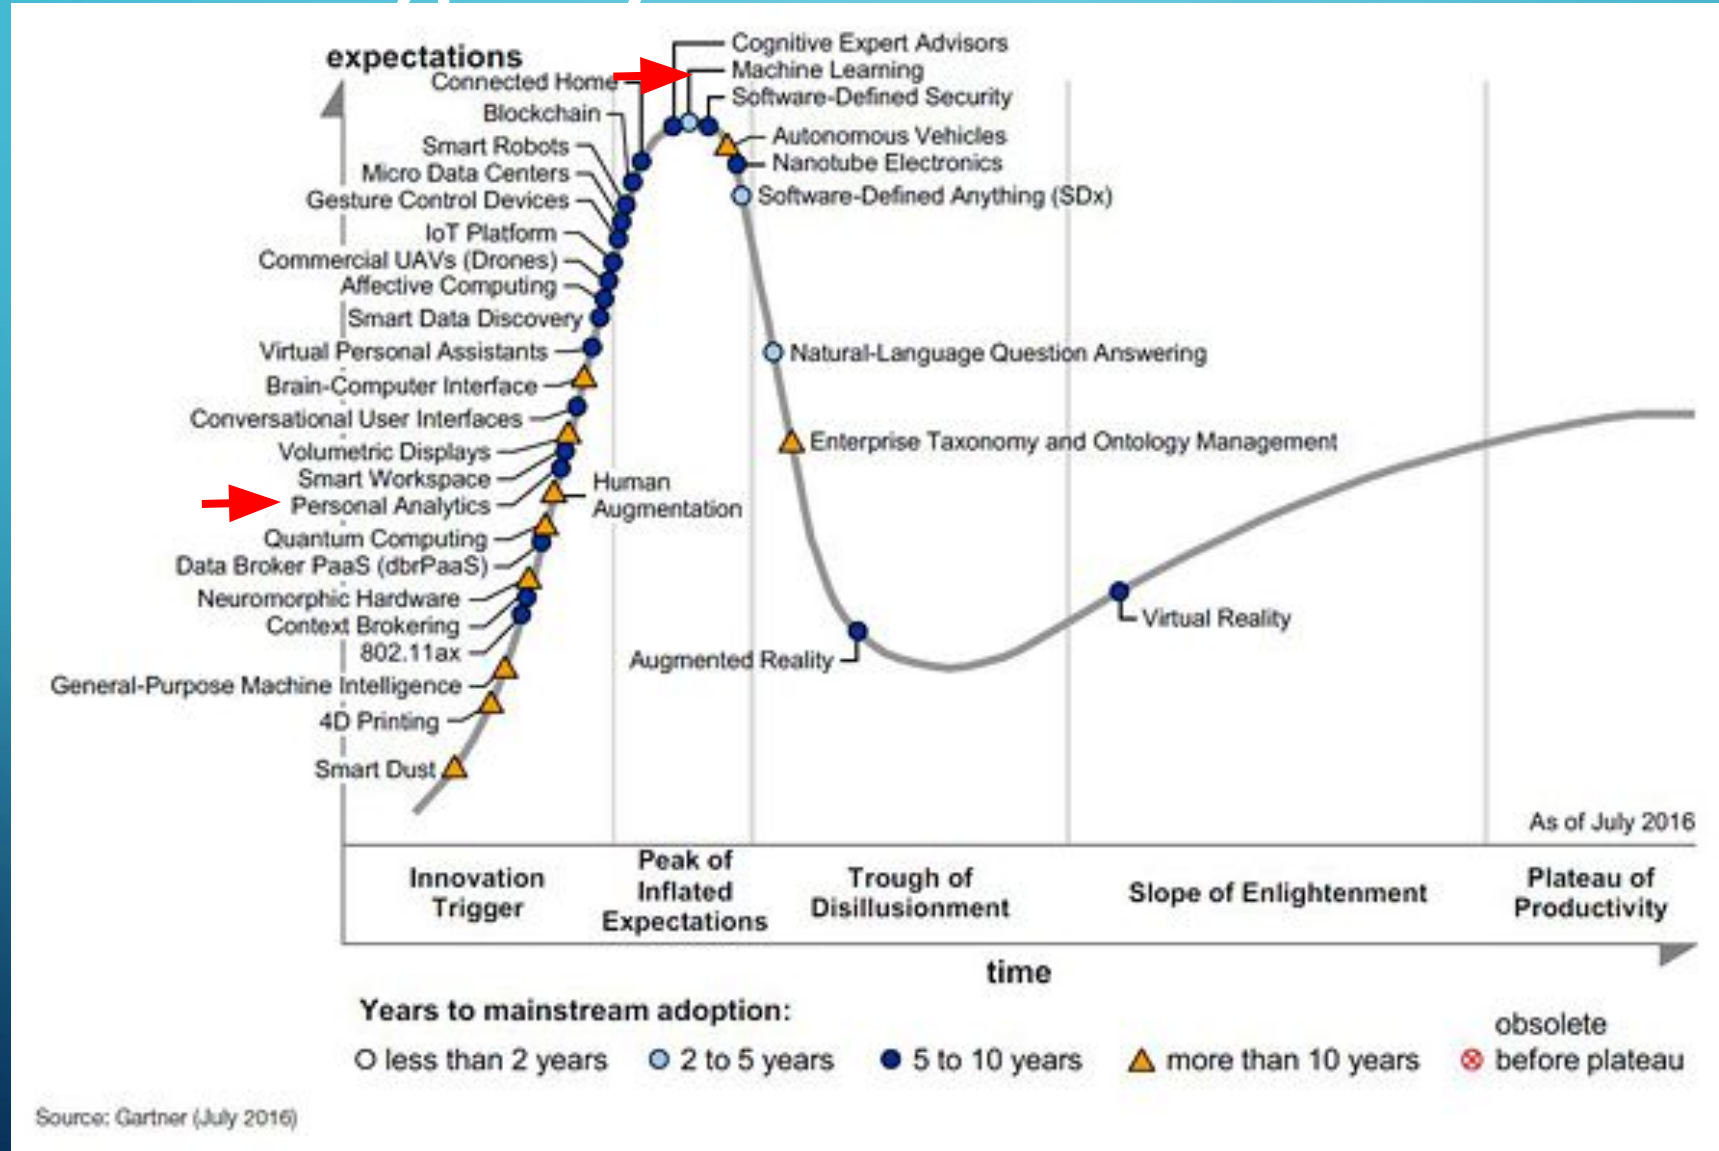 expectations
Cognitive Expert Advisors
Machine Learning
Connected Home
Software-Defined Security
Blockchain
Autonomous Vehicles
Smart Robots
Nanotube Electronics
Micro Data Centers
Software-Defined Anything (SDx)
Gesture Control Devices
IoT Platform
Commercial UAVs (Drones)
Affective Computing
Smart Data Discovery
Virtual Personal Assistants
Natural-Language Question Answering
Brain-Computer Interface
Conversational User Interfaces
Enterprise Taxonomy and Ontology Management
Volumetric Displays
Smart Workspace
Human
Augmentation
Personal Analytics
Quantum Computing
Data Broker PaaS (dbrPaaS)
Neuromorphic Hardware
Context Brokering
Virtual Reality
802.11ax
Augmented Reality
General-Purpose Machine Intelligence
4D Printing
Smart Dust
As of July 2016
Innovation
Trigger
Peak of
Inflated
Expectations
Trough of
Disillusionment
Slope of Enlightenment
Plateau of
Productivity
time
Years to mainstream adoption:
less than 2 years
2 to 5 years
5 to 10 years
more than 10 years
obsolete
before plateau
Source: Gartner (July 2016)